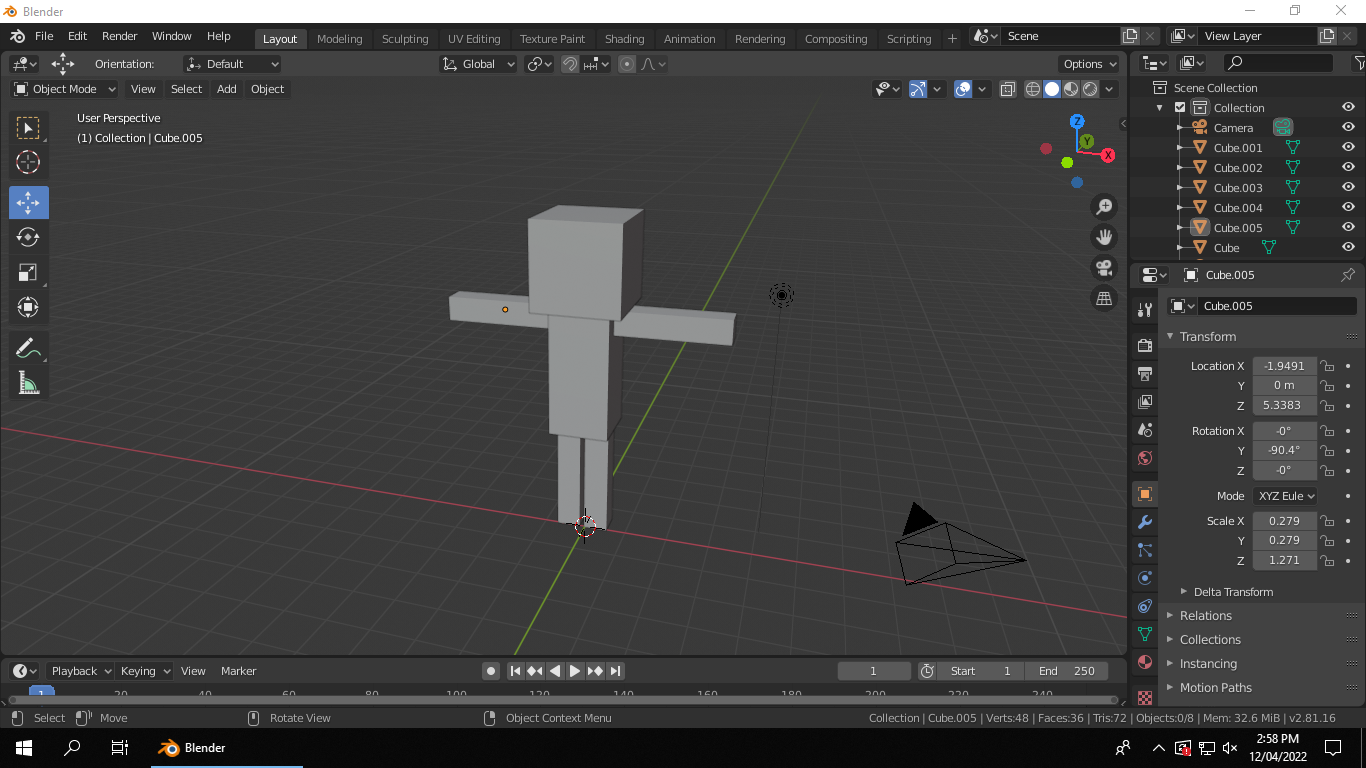 Blender
File Edit Render Window Help Layout Modeling Sculpting UV Editing Texture Paint Shading Animation Rendering Compositing Scripting + Scene View Layer
Orientation: Default Global Options
Object Mode View Select Add Object
User Perspective
(1) Collection | Cube.005
Z
Y
X
Scene Collection
Collection
Camera
Cube.001
Cube.002
Cube.003
Cube.004
Cube.005
Cube
Cube.005
Cube.005
Transform
Location X -1.9491
Y 0 m
Z 5.3383
Rotation X -0°
Y -90.4°
Z -0°
Mode XYZ Eule
Scale X 0.279
Y 0.279
Z 1.271
Delta Transform
Relations
Collections
Instancing
Motion Paths
Playback Keying View Marker 1 Start 1 End 250
1 20 40 60 80 100 120 140 160 180 200 220 240
Select Move Rotate View Object Context Menu Collection | Cube.005 | Verts:48 | Faces:36 | Tris:72 | Objects:0/8 | Mem: 32.6 MiB | v2.81.16
Blender
2:58 PM
12/04/2022